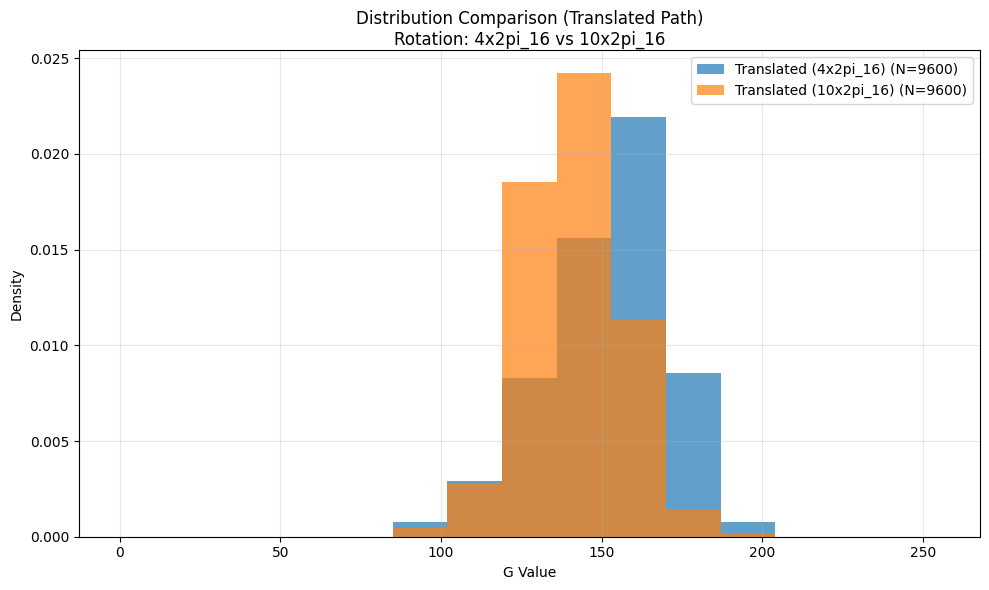 Distribution Comparison (Translated Path)
Rotation: 4x2pi_16 vs 10x2pi_16
Translated (4x2pi_16) (N=9600)
Translated (10x2pi_16) (N=9600)
Density
0.025
0.020
0.015
0.010
0.005
0.000
0 50 100 150 200 250
G Value